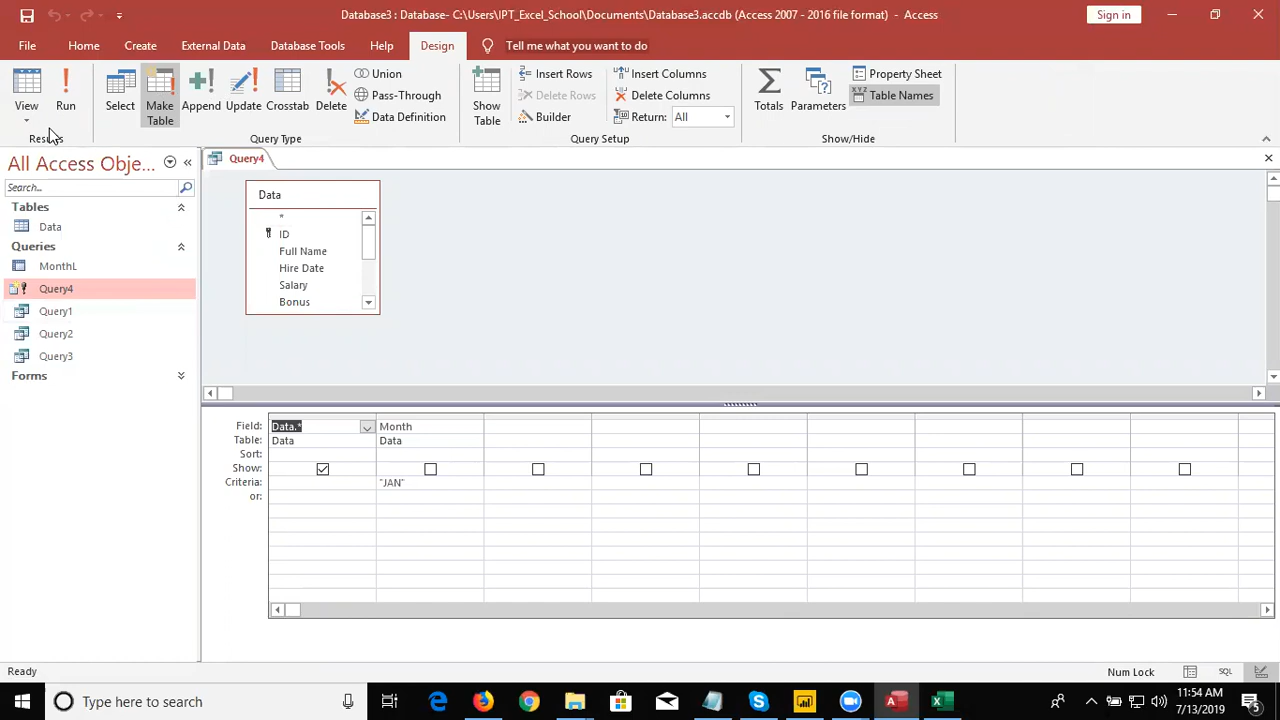 Database3 : Database- C:\Users\IPT_Excel_School\Documents\Database3.accdb (Access 2007 - 2016 file format) - Access
Sign in
File
Home
Create
External Data
Database Tools
Help
Design
Tell me what you want to do
View
Run
Results
Select
Make Table
Append
Update
Crosstab
Delete
Union
Pass-Through
Data Definition
Query Type
Show Table
Insert Rows
Delete Rows
Builder
Insert Columns
Delete Columns
Return: All
Query Setup
Totals
Parameters
Property Sheet
Table Names
Show/Hide
All Access Obje...
Search...
Tables
Data
Queries
MonthL
Query4
Query1
Query2
Query3
Forms
Query4
Data
*
ID
Full Name
Hire Date
Salary
Bonus
Field: Data.* Month
Table: Data Data
Sort:
Show:
Criteria: "JAN"
or:
Ready
Num Lock
SQL
Type here to search
11:54 AM
7/13/2019
5